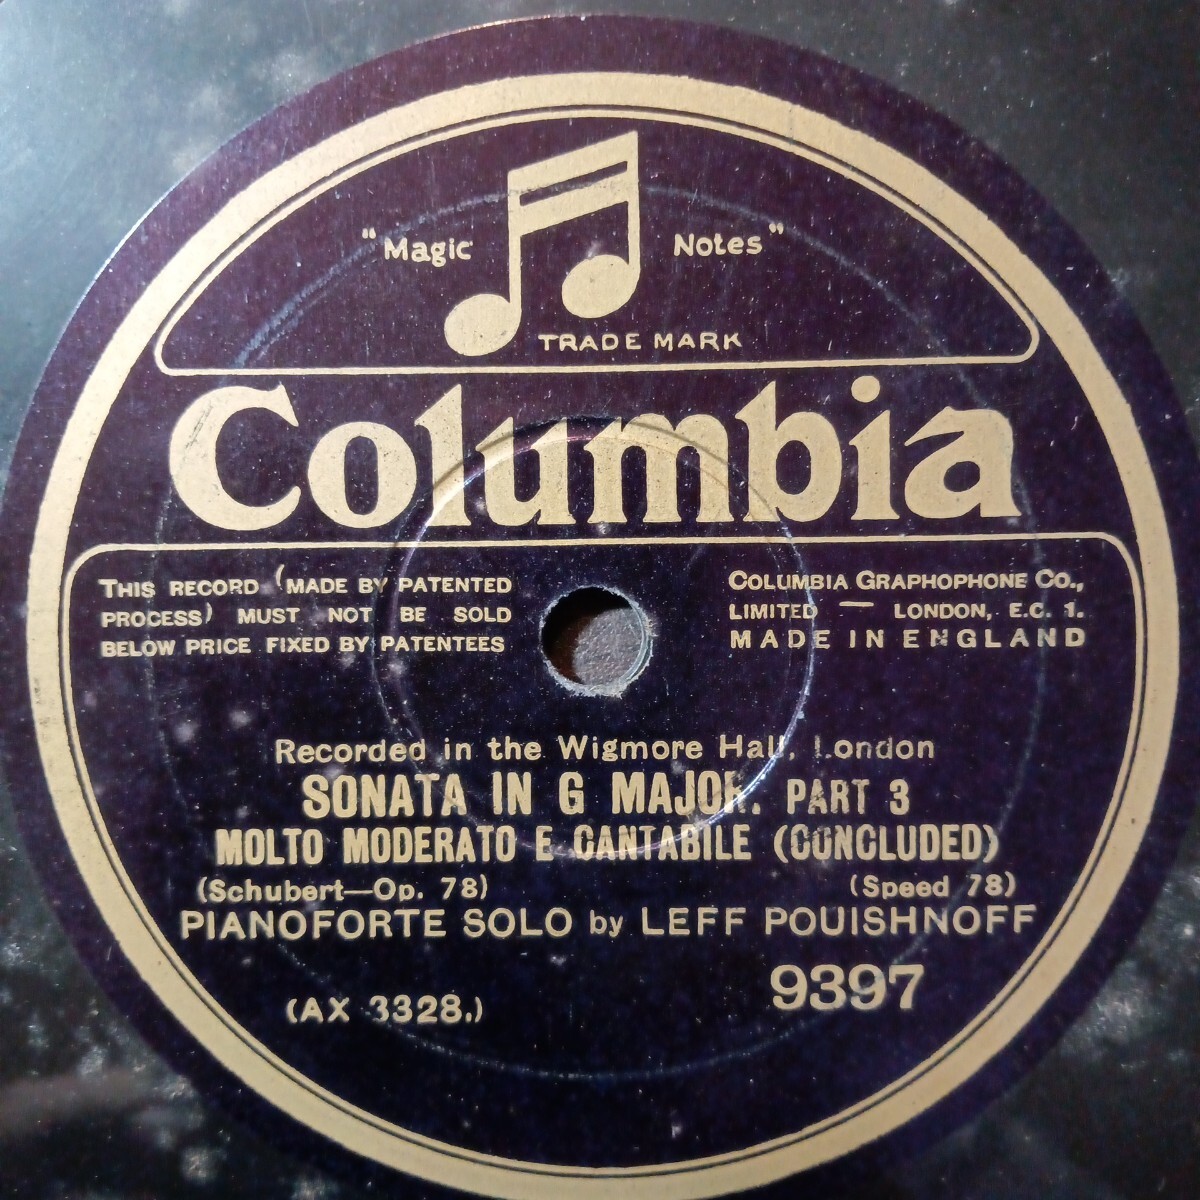 "Magic Notes"
TRADE MARK
Columbia
THIS RECORD (MADE BY PATENTED
PROCESS) MUST NOT BE SOLD
BELOW PRICE FIXED BY PATENTEES
COLUMBIA GRAPHOPHONE CO.,
LIMITED — LONDON, E.C. 1.
MADE IN ENGLAND
Recorded in the Wigmore Hall, London
SONATA IN G MAJOR. PART 3
MOLTO MODERATO E CANTABILE (CONCLUDED)
(Schubert—Op. 78) (Speed 78)
PIANOFORTE SOLO by LEFF POUISHNOFF
9397
(AX 3328.)